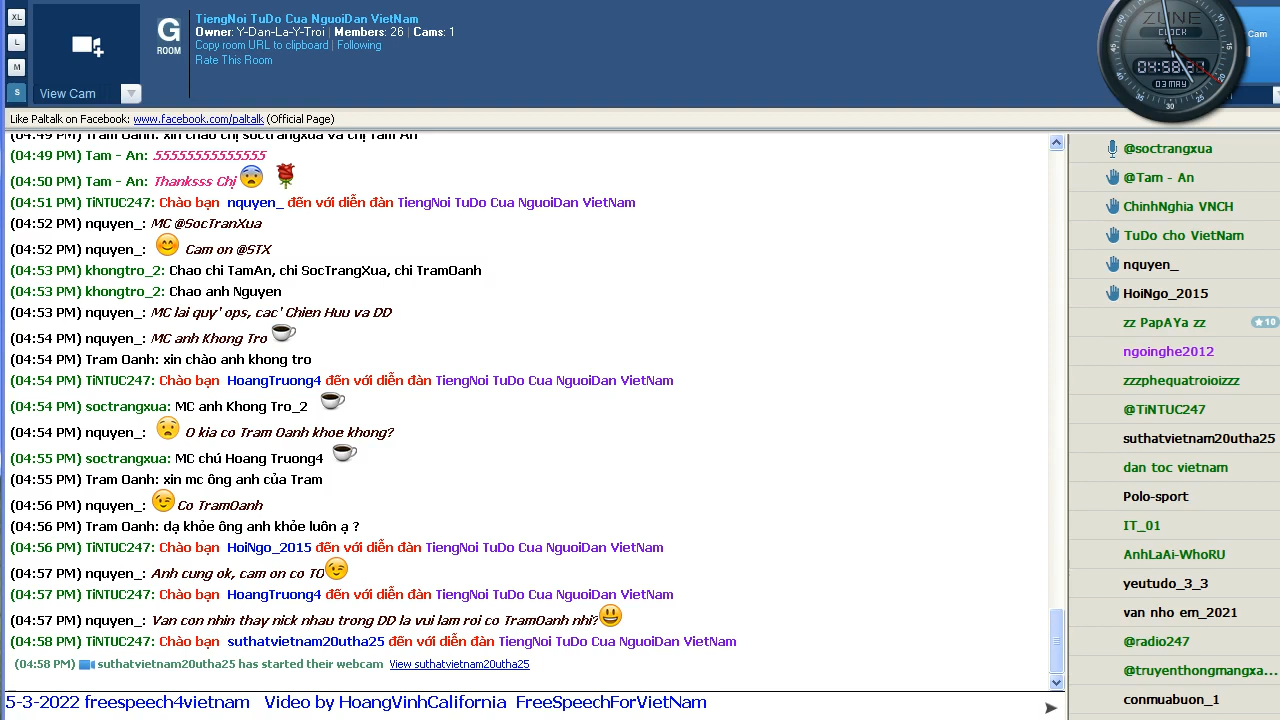 XL
L
M
S
View Cam
G
ROOM
TiengNoi TuDo Cua NguoiDan VietNam
Owner: Y-Dan-La-Y-Troi | Members: 26 | Cams: 1
Copy room URL to clipboard | Following
Rate This Room
ZUNE
CLOCK
03 MAY
Cam
Like Paltalk on Facebook: www.facebook.com/paltalk (Official Page)
(04:49 PM) Tram Oanh: xin chào chị soctrangxua và chị Tam An
(04:49 PM) Tam - An: 55555555555555
(04:50 PM) Tam - An: Thanksss Chị
(04:51 PM) TiNTUC247: Chào bạn nquyen_ đến với diễn đàn TiengNoi TuDo Cua NguoiDan VietNam
(04:52 PM) nquyen_: MC @SocTranXua
(04:52 PM) nquyen_: Cam on @STX
(04:53 PM) khongtro_2: Chao chi TamAn, chi SocTrangXua, chi TramOanh
(04:53 PM) khongtro_2: Chao anh Nguyen
(04:53 PM) nquyen_: MC lai quy' ops, cac' Chien Huu va DD
(04:54 PM) nquyen_: MC anh Khong Tro
(04:54 PM) Tram Oanh: xin chào anh khong tro
(04:54 PM) TiNTUC247: Chào bạn HoangTruong4 đến với diễn đàn TiengNoi TuDo Cua NguoiDan VietNam
(04:54 PM) soctrangxua: MC anh Khong Tro_2
(04:54 PM) nquyen_: O kia co Tram Oanh khoe khong?
(04:55 PM) soctrangxua: MC chú Hoang Truong4
(04:55 PM) Tram Oanh: xin mc ông anh của Tram
(04:56 PM) nquyen_: Co TramOanh
(04:56 PM) Tram Oanh: dạ khỏe ông anh khỏe luôn ạ ?
(04:56 PM) TiNTUC247: Chào bạn HoiNgo_2015 đến với diễn đàn TiengNoi TuDo Cua NguoiDan VietNam
(04:57 PM) nquyen_: Anh cung ok, cam on co TO
(04:57 PM) TiNTUC247: Chào bạn HoangTruong4 đến với diễn đàn TiengNoi TuDo Cua NguoiDan VietNam
(04:57 PM) nquyen_: Van con nhin thay nick nhau trong DD la vui lam roi co TramOanh nhi?
(04:58 PM) TiNTUC247: Chào bạn suthatvietnam20utha25 đến với diễn đàn TiengNoi TuDo Cua NguoiDan VietNam
(04:58 PM) suthatvietnam20utha25 has started their webcam View suthatvietnam20utha25
5-3-2022 freespeech4vietnam Video by HoangVinhCalifornia FreeSpeechForVietNam
@soctrangxua
@Tam - An
ChinhNghia VNCH
TuDo cho VietNam
nquyen_
HoiNgo_2015
zz PapAYa zz
10
ngoinghe2012
zzzphequatroioizzz
@TiNTUC247
suthatvietnam20utha25
dan toc vietnam
Polo-sport
IT_01
AnhLaAi-WhoRU
yeutudo_3_3
van nho em_2021
@radio247
@truyenthongmangxa...
conmuabuon_1